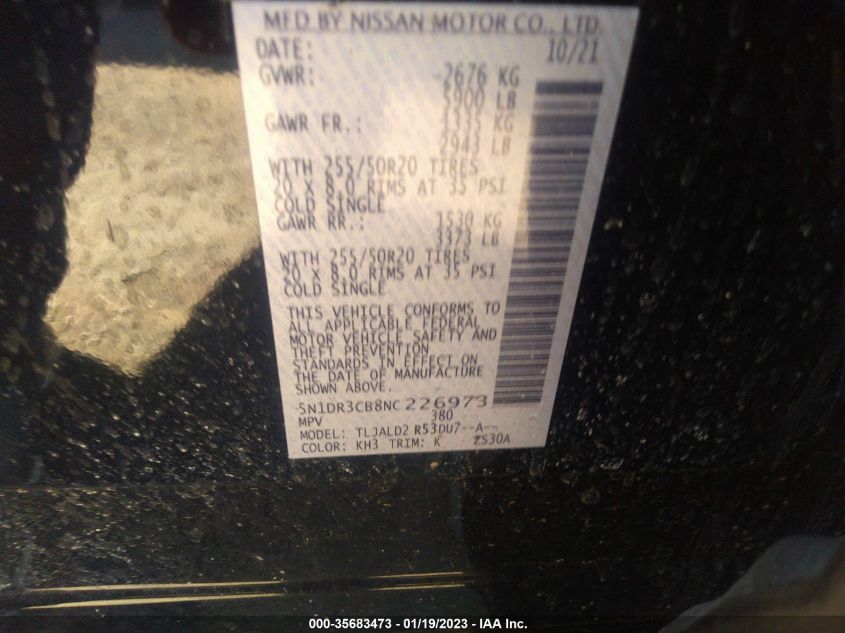 MFD BY NISSAN MOTOR CO., LTD.
DATE: 10/21
GVWR: 2676 KG
5900 LB
GAWR FR.: 1335 KG
2943 LB
WITH 255/50R20 TIRES
20 X 8.0 RIMS AT 35 PSI
COLD SINGLE
GAWR RR.: 1530 KG
3373 LB
WITH 255/50R20 TIRES
20 X 8.0 RIMS AT 35 PSI
COLD SINGLE
THIS VEHICLE CONFORMS TO
ALL APPLICABLE FEDERAL
MOTOR VEHICLE SAFETY AND
THEFT PREVENTION
STANDARDS IN EFFECT ON
THE DATE OF MANUFACTURE
SHOWN ABOVE.
5N1DR3CB8NC226973
MPV 380
MODEL: TLJALD2 R53DU7--A--
COLOR: KH3 TRIM: K ZS30A
000-35683473 — 01/19/2023 — IAA Inc.